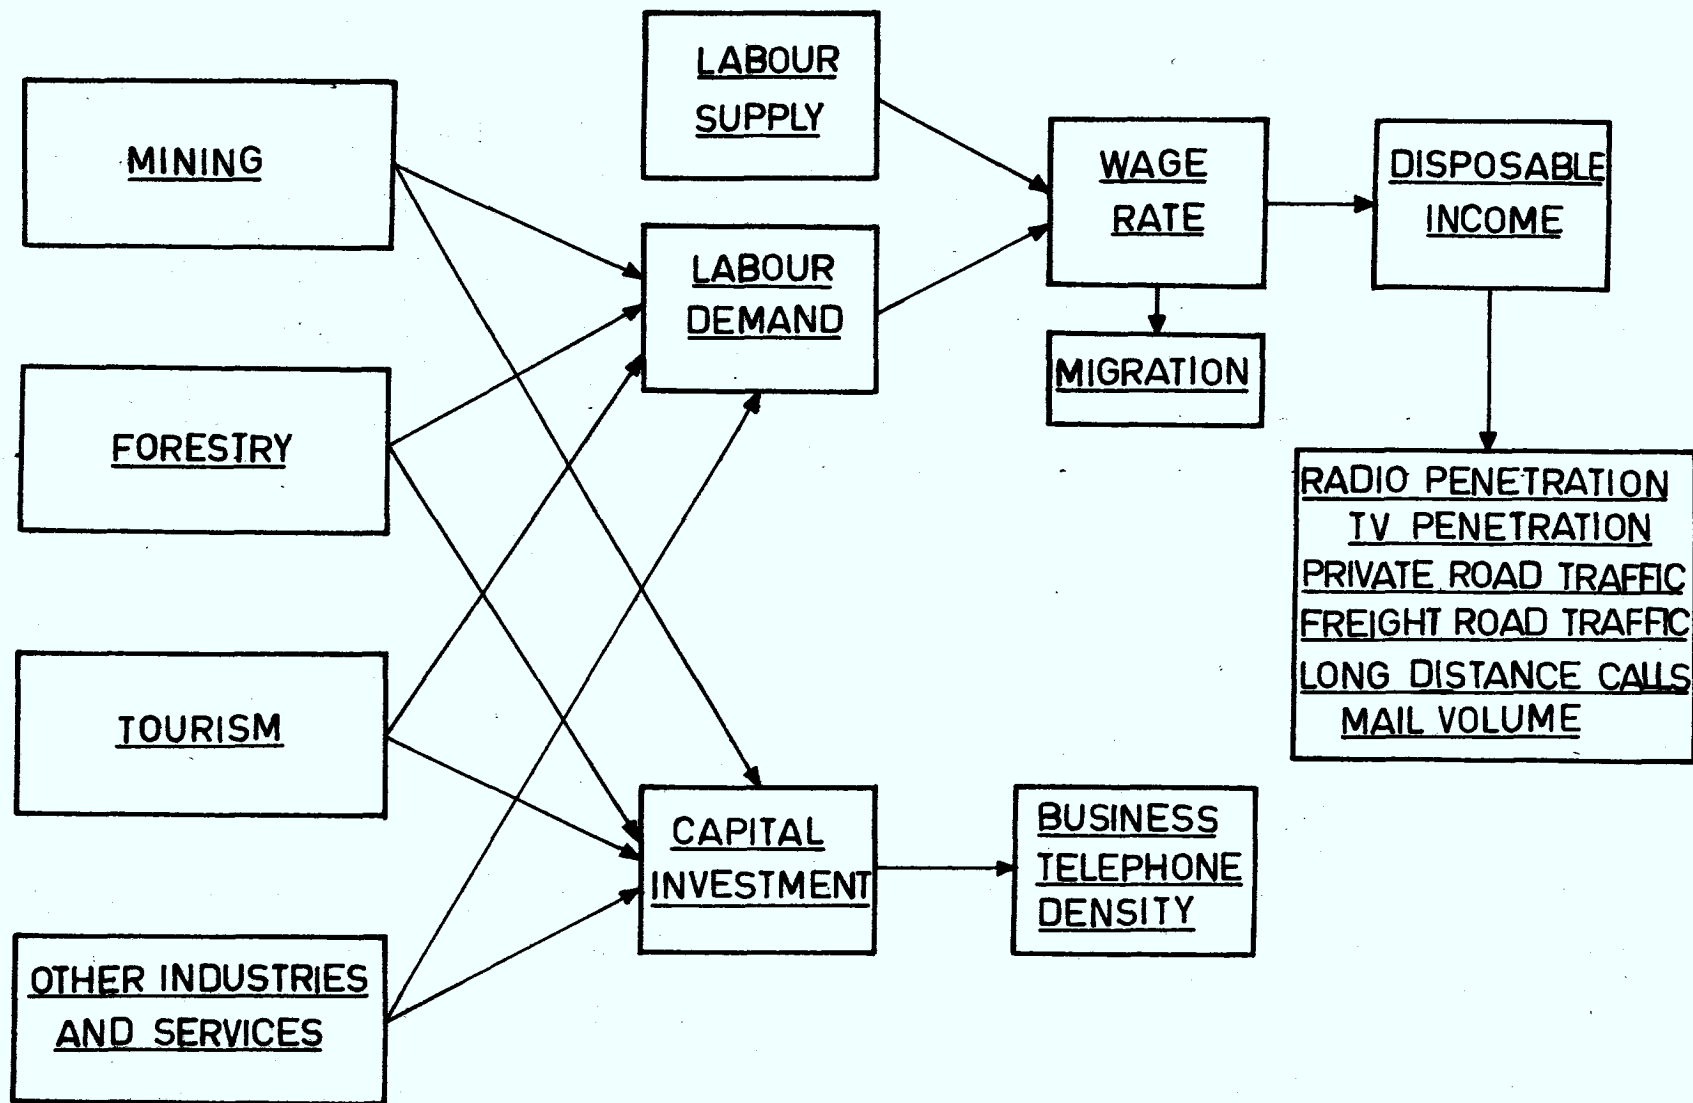 MINING
FORESTRY
TOURISM
OTHER INDUSTRIES
AND SERVICES
LABOUR
SUPPLY
LABOUR
DEMAND
CAPITAL
INVESTMENT
WAGE
RATE
MIGRATION
BUSINESS
TELEPHONE
DENSITY
DISPOSABLE
INCOME
RADIO PENETRATION
TV PENETRATION
PRIVATE ROAD TRAFFIC
FREIGHT ROAD TRAFFIC
LONG DISTANCE CALLS
MAIL VOLUME